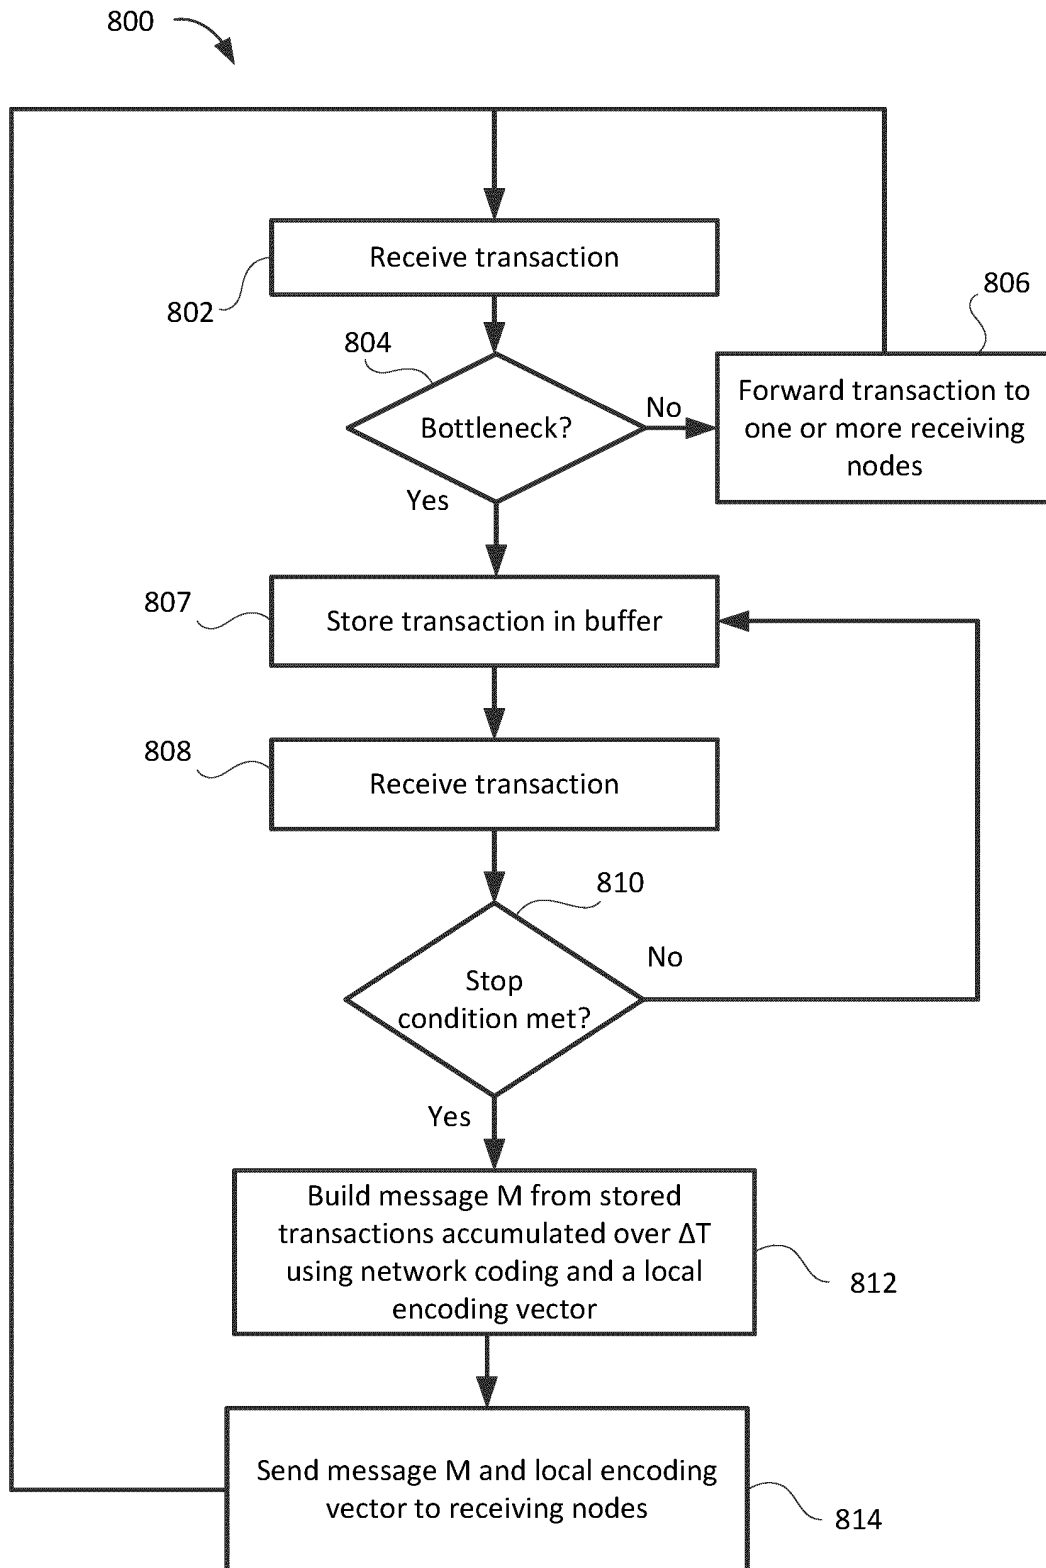 800
Receive transaction
802
806
804
Bottleneck?
No
Forward transaction to
one or more receiving
nodes
Yes
807
Store transaction in buffer
808
Receive transaction
810
No
Stop
condition met?
Yes
Build message M from stored
transactions accumulated over ΔT
using network coding and a local
encoding vector
812
Send message M and local encoding
vector to receiving nodes
814